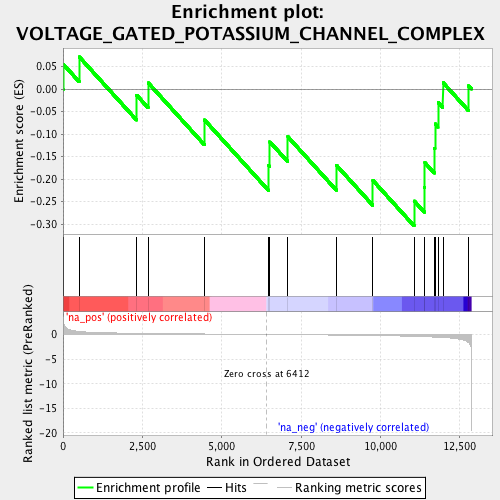 Enrichment plot:
VOLTAGE_GATED_POTASSIUM_CHANNEL_COMPLEX
Enrichment score (ES)
0.05
0.00
-0.05
-0.10
-0.15
-0.20
-0.25
-0.30
'na_pos' (positively correlated)
Ranked list metric (PreRanked)
0
-5
-10
-15
-20
Zero cross at 6412
'na_neg' (negatively correlated)
0
2,500
5,000
7,500
10,000
12,500
Rank in Ordered Dataset
Enrichment profile
Hits
Ranking metric scores